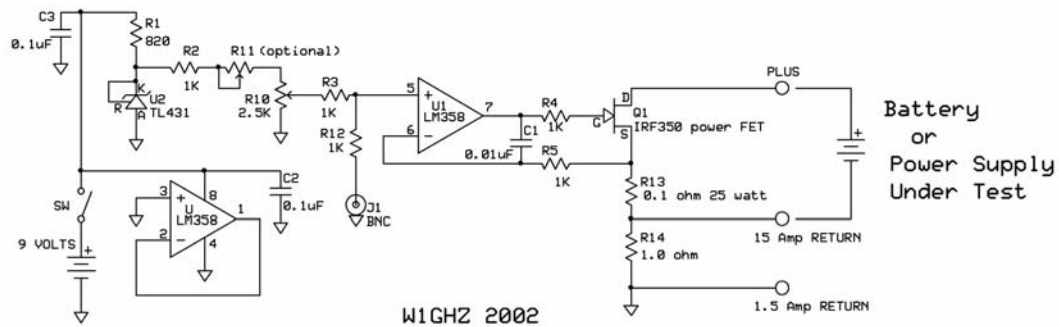 C3
0.1uF
R1
820
R2
1K
R11 (optional)
K
R
A
U2
TL431
R10
2.5K
R3
1K
R12
1K
J1
BNC
5
+
6
-
U1
LM358
7
C1
0.01uF
R4
1K
R5
1K
D
G
S
Q1
IRF350 power FET
PLUS
+
Battery
or
Power Supply
Under Test
R13
0.1 ohm 25 watt
15 Amp RETURN
R14
1.0 ohm
1.5 Amp RETURN
SW
9 VOLTS
+
3
+
2
-
U
LM358
8
1
4
C2
0.1uF
W1GHZ 2002